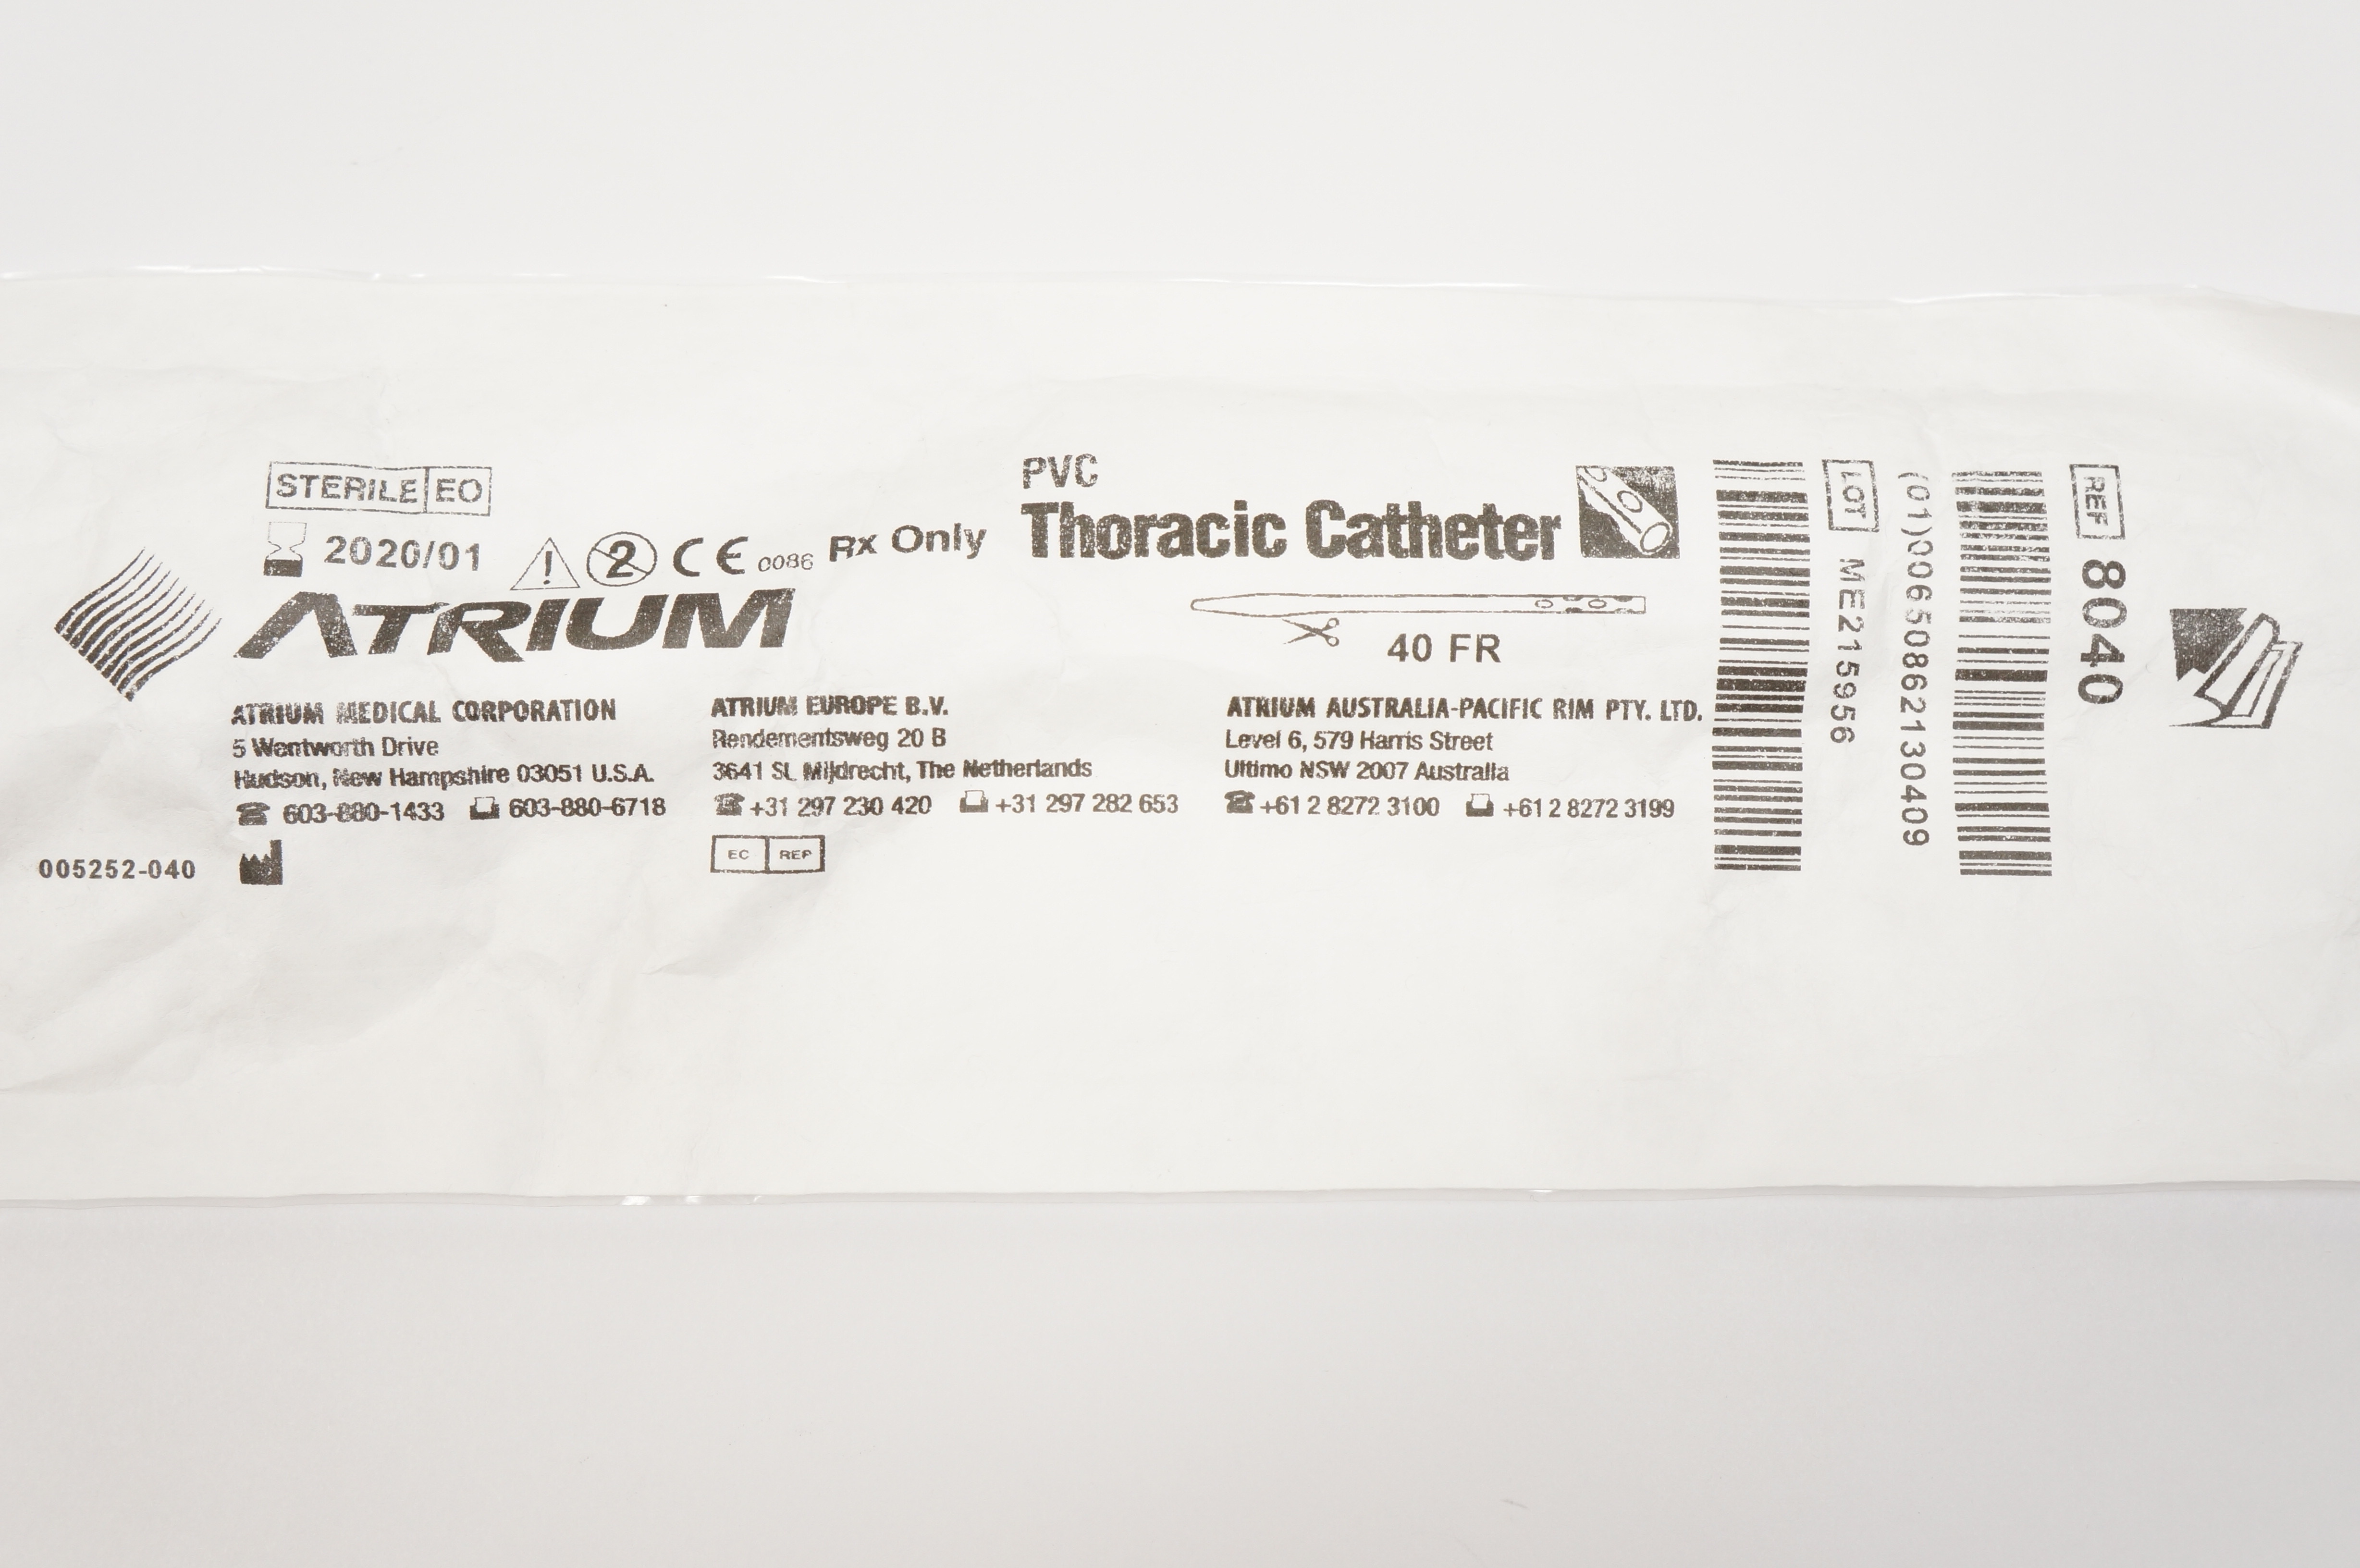 STERILE EO
2020/01
2
CE 0086 Rx Only
ATRIUM
ATRIUM MEDICAL CORPORATION
5 Wentworth Drive
Hudson, New Hampshire 03051 U.S.A.
603-880-1433 603-880-6718
005252-040
ATRIUM EUROPE B.V.
Rendementsweg 20 B
3641 SL Mijdrecht, The Netherlands
+31 297 230 420 +31 297 282 653
EC REP
PVC
Thoracic Catheter
40 FR
ATRIUM AUSTRALIA-PACIFIC RIM PTY. LTD.
Level 6, 579 Harris Street
Ultimo NSW 2007 Australia
+61 2 8272 3100 +61 2 8272 3199
LOT ME215956
(01)00650862130409
REF 8040